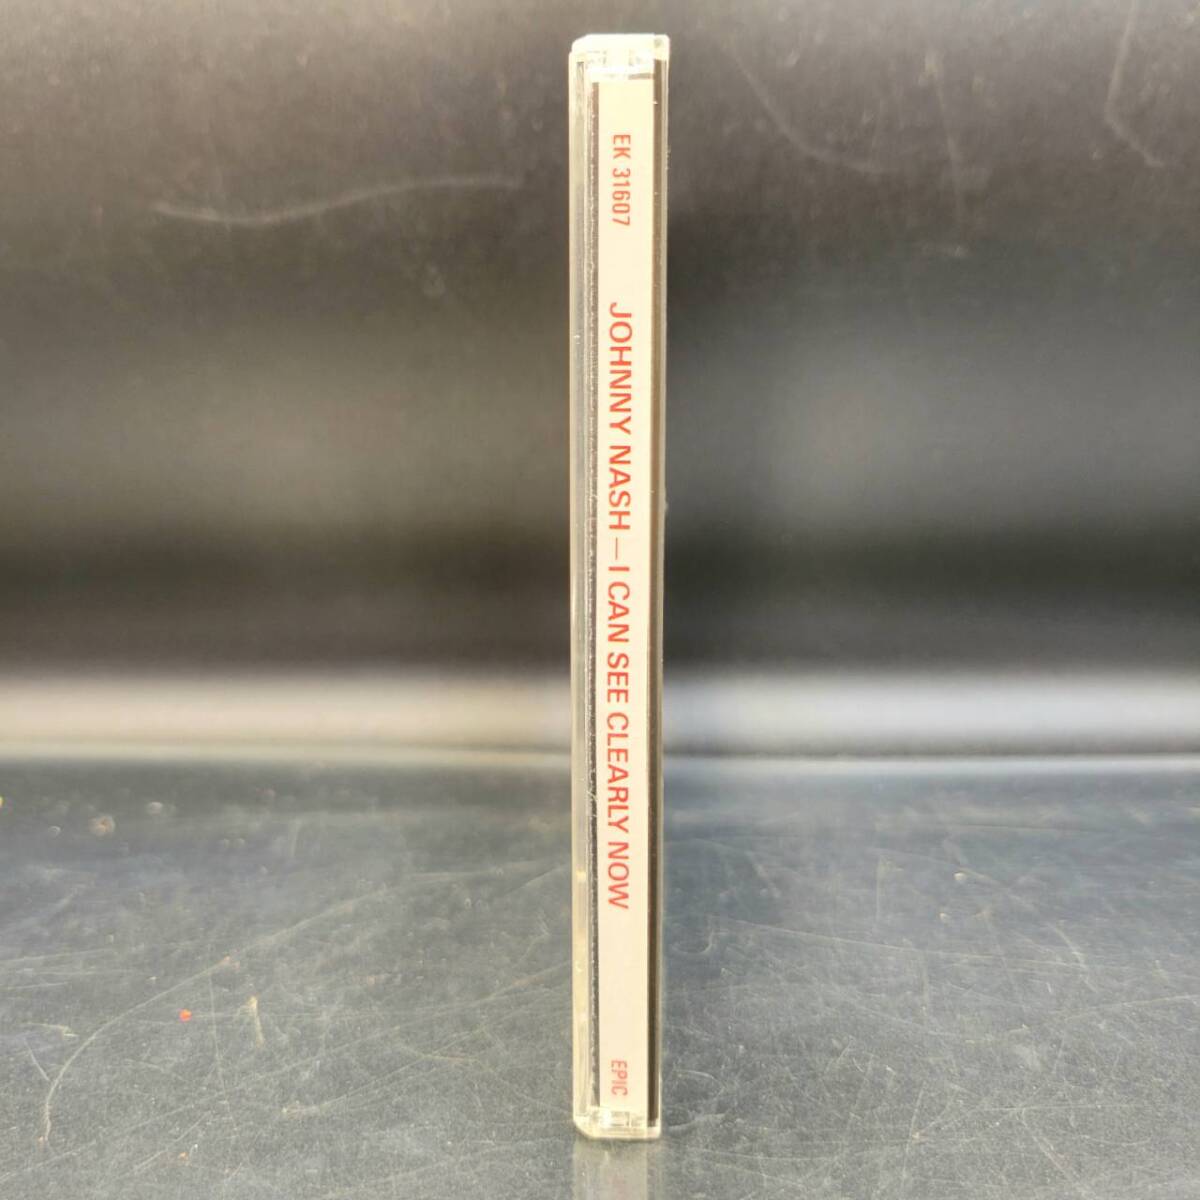 EK 31607
JOHNNY NASH – I CAN SEE CLEARLY NOW
EPIC